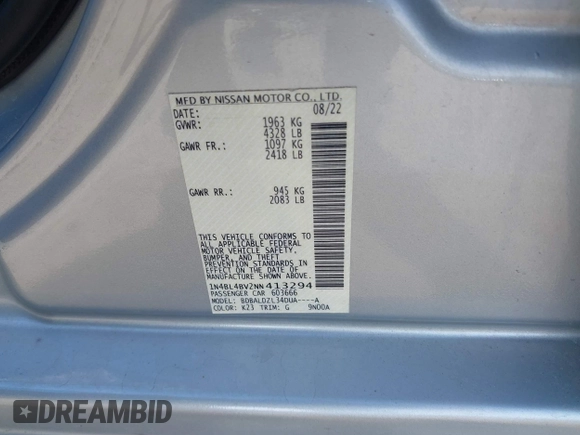 MFD BY NISSAN MOTOR CO., LTD.
DATE: 08/22
GVWR: 1963 KG
4328 LB
GAWR FR.: 1097 KG
2418 LB
GAWR RR.: 945 KG
2083 LB
THIS VEHICLE CONFORMS TO
ALL APPLICABLE FEDERAL
MOTOR VEHICLE SAFETY,
BUMPER, AND THEFT
PREVENTION STANDARDS IN
EFFECT ON THE DATE OF
MANUFACTURE SHOWN ABOVE.
1N4BL4BV2NN413294
PASSENGER CAR 603666
MODEL: BDBALDZL34DUA----A
COLOR: K23 TRIM: G 9N00A
DREAMBID